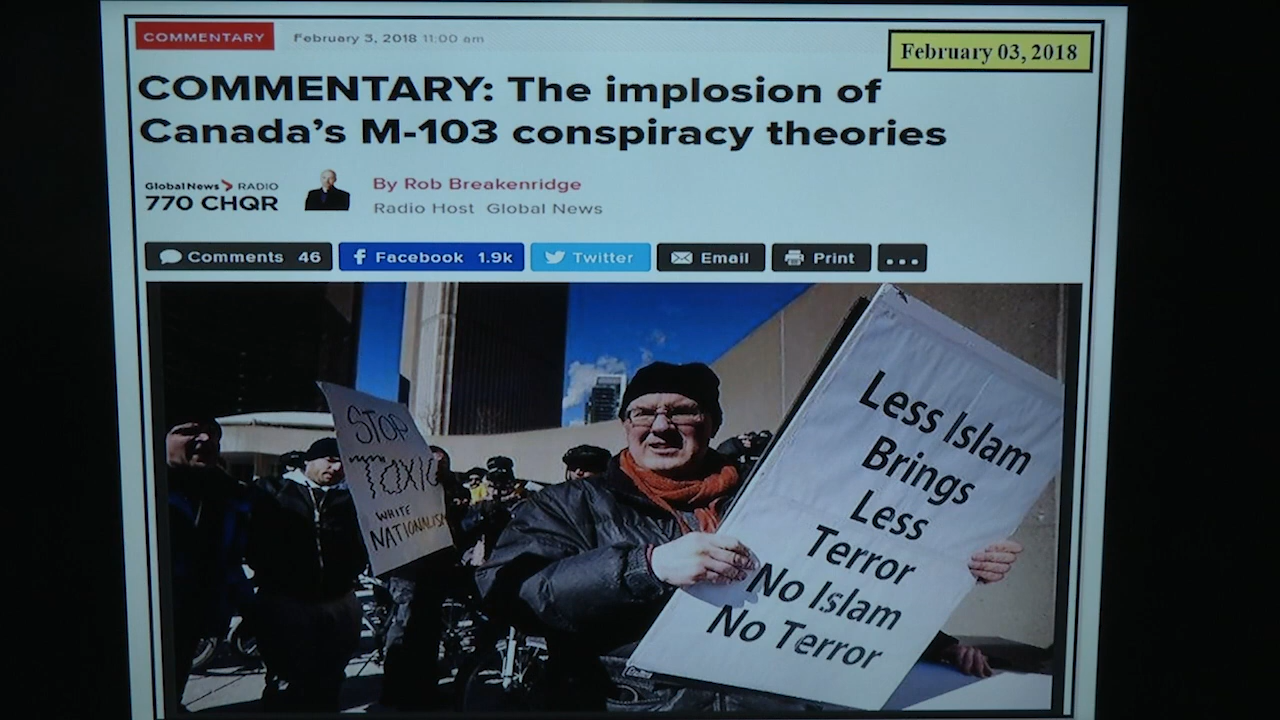 COMMENTARY February 3, 2018 11:00 am
February 03, 2018
COMMENTARY: The implosion of
Canada's M-103 conspiracy theories
Global News RADIO
770 CHQR
By Rob Breakenridge
Radio Host Global News
Comments 46 Facebook 1.9k Twitter Email Print ...
STOP
TOXIC
WHITE
NATIONALISM
Less Islam
Brings
Less
Terror
No Islam
No Terror